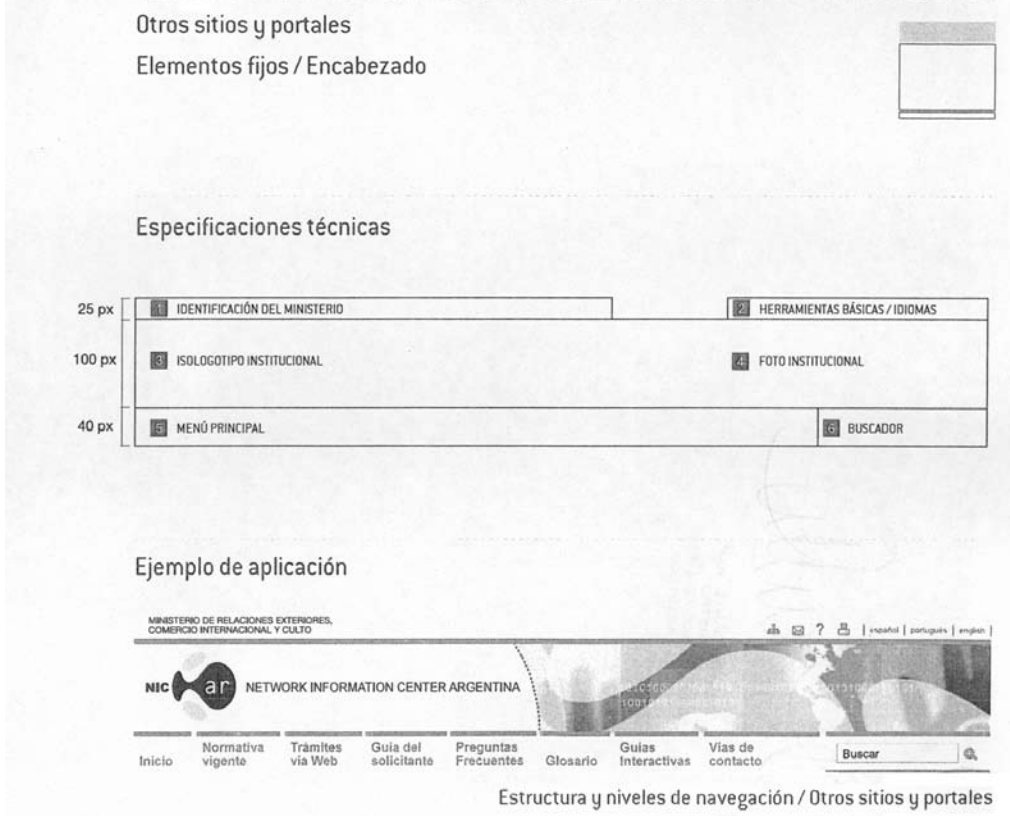 Otros sitios y portales
Elementos fijos / Encabezado
Especificaciones técnicas
25 px
1 IDENTIFICACIÓN DEL MINISTERIO
2 HERRAMIENTAS BÁSICAS / IDIOMAS
100 px
3 ISOLOGOTIPO INSTITUCIONAL
4 FOTO INSTITUCIONAL
40 px
5 MENÚ PRINCIPAL
6 BUSCADOR
Ejemplo de aplicación
MINISTERIO DE RELACIONES EXTERIORES,
COMERCIO INTERNACIONAL Y CULTO
? | español | portugués | english |
NIC ar NETWORK INFORMATION CENTER ARGENTINA
Inicio
Normativa
vigente
Trámites
vía Web
Guía del
solicitante
Preguntas
Frecuentes
Glosario
Guías
Interactivas
Vías de
contacto
Buscar
Estructura y niveles de navegación / Otros sitios y portales